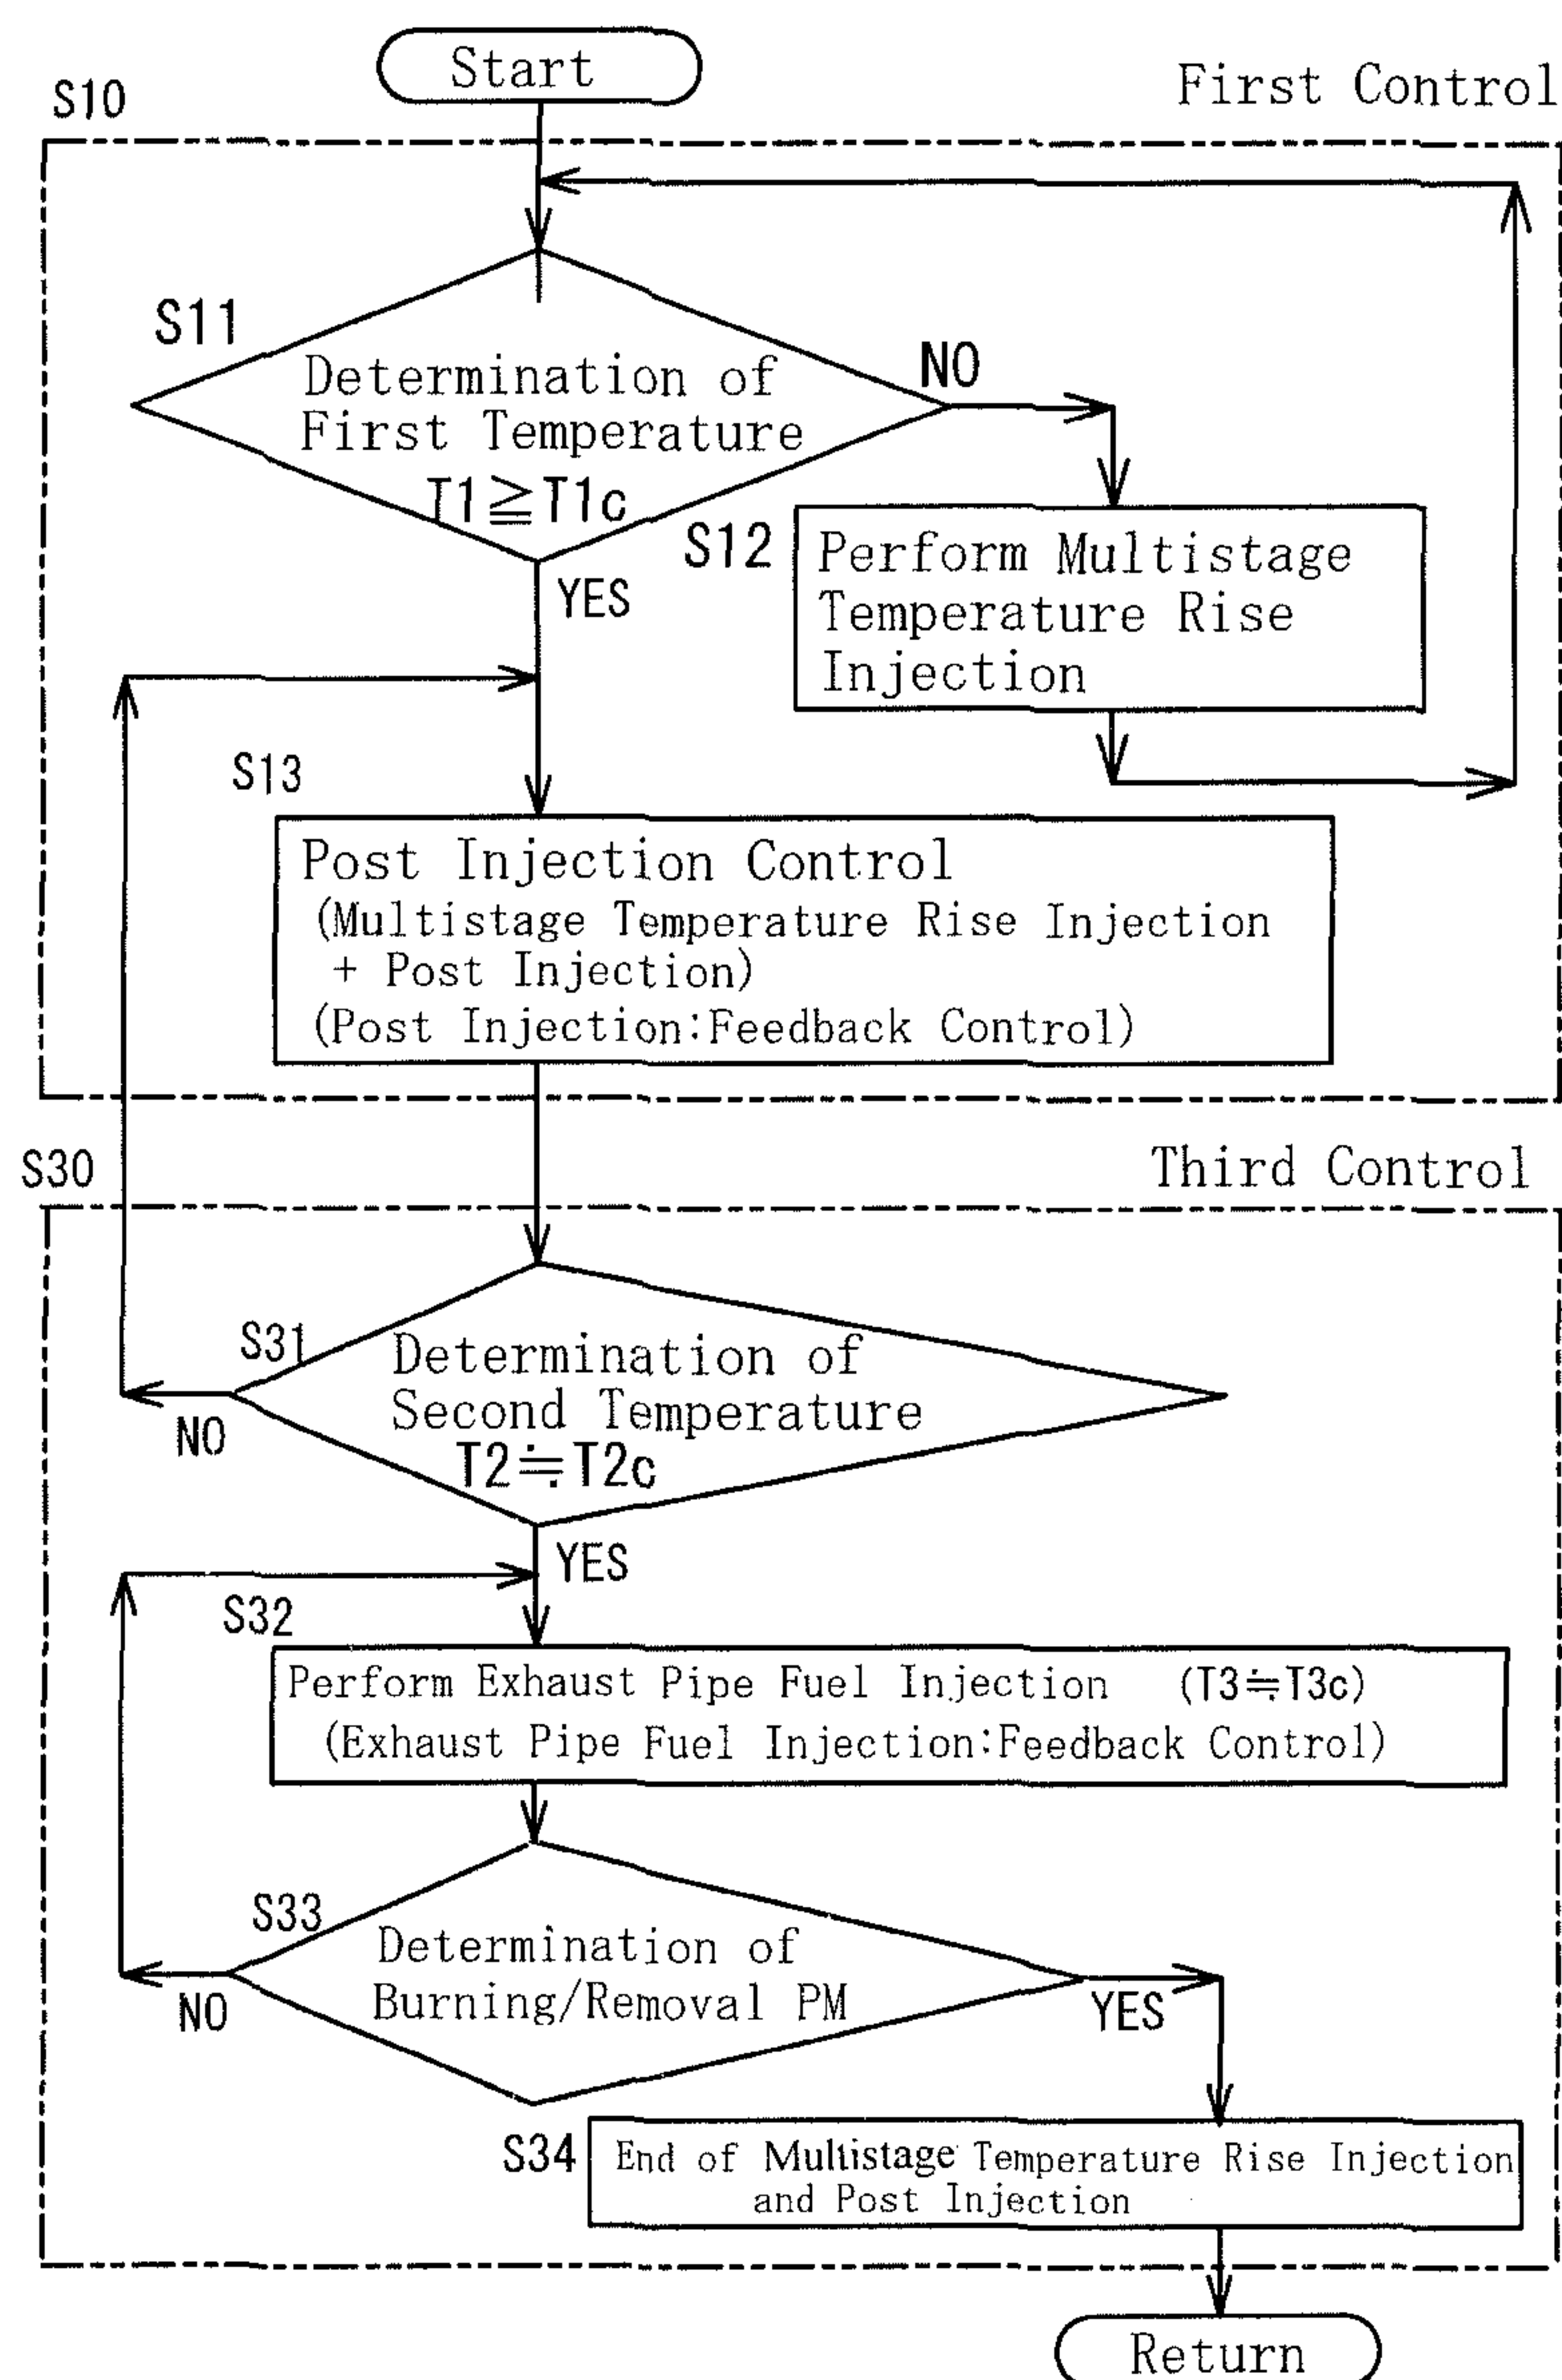 Start
S10
First Control
S11
Determination of
First Temperature
T1≧T1c
NO
YES
S12
Perform Multistage
Temperature Rise
Injection
S13
Post Injection Control
(Multistage Temperature Rise Injection
+ Post Injection)
(Post Injection:Feedback Control)
S30
Third Control
S31
Determination of
Second Temperature
T2≒T2c
NO
YES
S32
Perform Exhaust Pipe Fuel Injection (T3≒T3c)
(Exhaust Pipe Fuel Injection:Feedback Control)
S33
Determination of
Burning/Removal PM
NO
YES
S34
End of Multistage Temperature Rise Injection
and Post Injection
Return